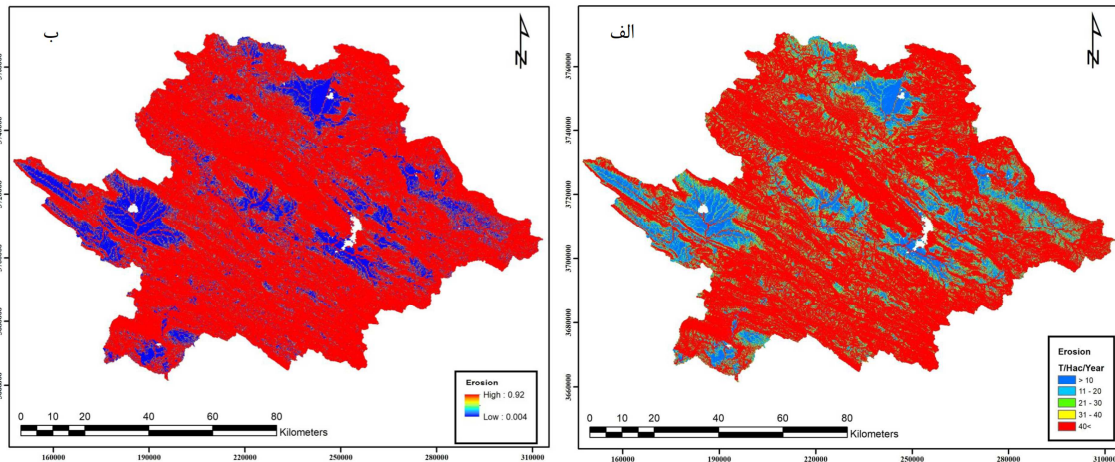 ب
N
Erosion
High : 0.92
Low : 0.004
0 10 20 40 60 80
Kilometers
160000 190000 220000 250000 280000 310000
الف
N
3760000
3740000
3720000
3700000
3680000
3660000
Erosion
T/Hac/Year
> 10
11 - 20
21 - 30
31 - 40
40<
0 10 20 40 60 80
Kilometers
160000 190000 220000 250000 280000 310000